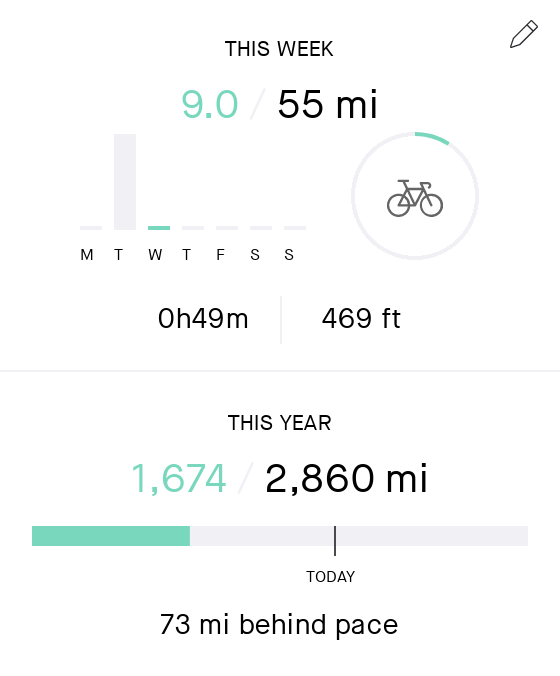 THIS WEEK
9.0 / 55 mi
M T W T F S S
0h49m 469 ft
THIS YEAR
1,674 / 2,860 mi
TODAY
73 mi behind pace